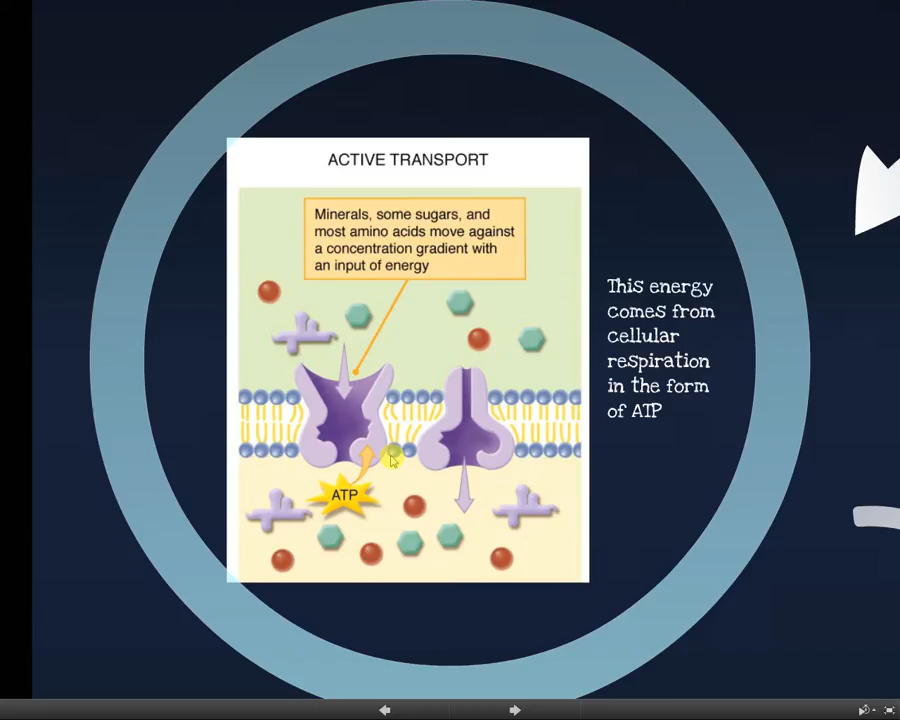 ACTIVE TRANSPORT
Minerals, some sugars, and
most amino acids move against
a concentration gradient with
an input of energy
This energy
comes from
cellular
respiration
in the form
of ATP
ATP